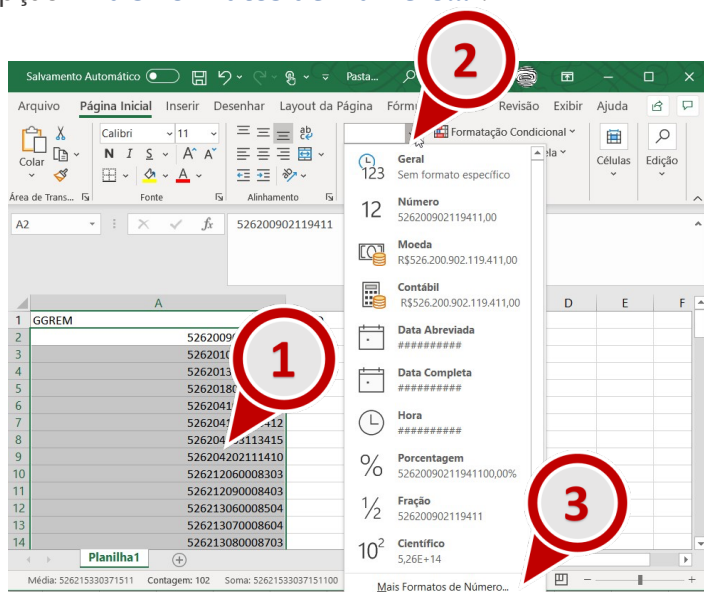 2
Salvamento Automático Pasta...
Arquivo Página Inicial Inserir Desenhar Layout da Página Revisão Exibir Ajuda
Calibri 11 ab Formatação Condicional
Colar N I S A A Células Edição
Área de Trans... Fonte Alinhamento
A2 fx 526200902119411
Geral
123 Sem formato específico
Número
12 526200902119411,00
Moeda
R$526.200.902.119.411,00
Contábil
R$526.200.902.119.411,00
Data Abreviada
##########
Data Completa
##########
Hora
##########
Porcentagem
% 52620090211941100,00%
Fração
1/2 526200902119411
Científico
10² 5,26E+14
Mais Formatos de Número...
A D E F
1 GGREM
2
3
4
5
6
7
8
9 526204202111410
10 526212060008303
11 526212090008403
12 526213060008504
13 526213070008604
14 526213080008703
1
3
Planilha1
Média: 526215330371511 Contagem: 102 Soma: 52621533037151100